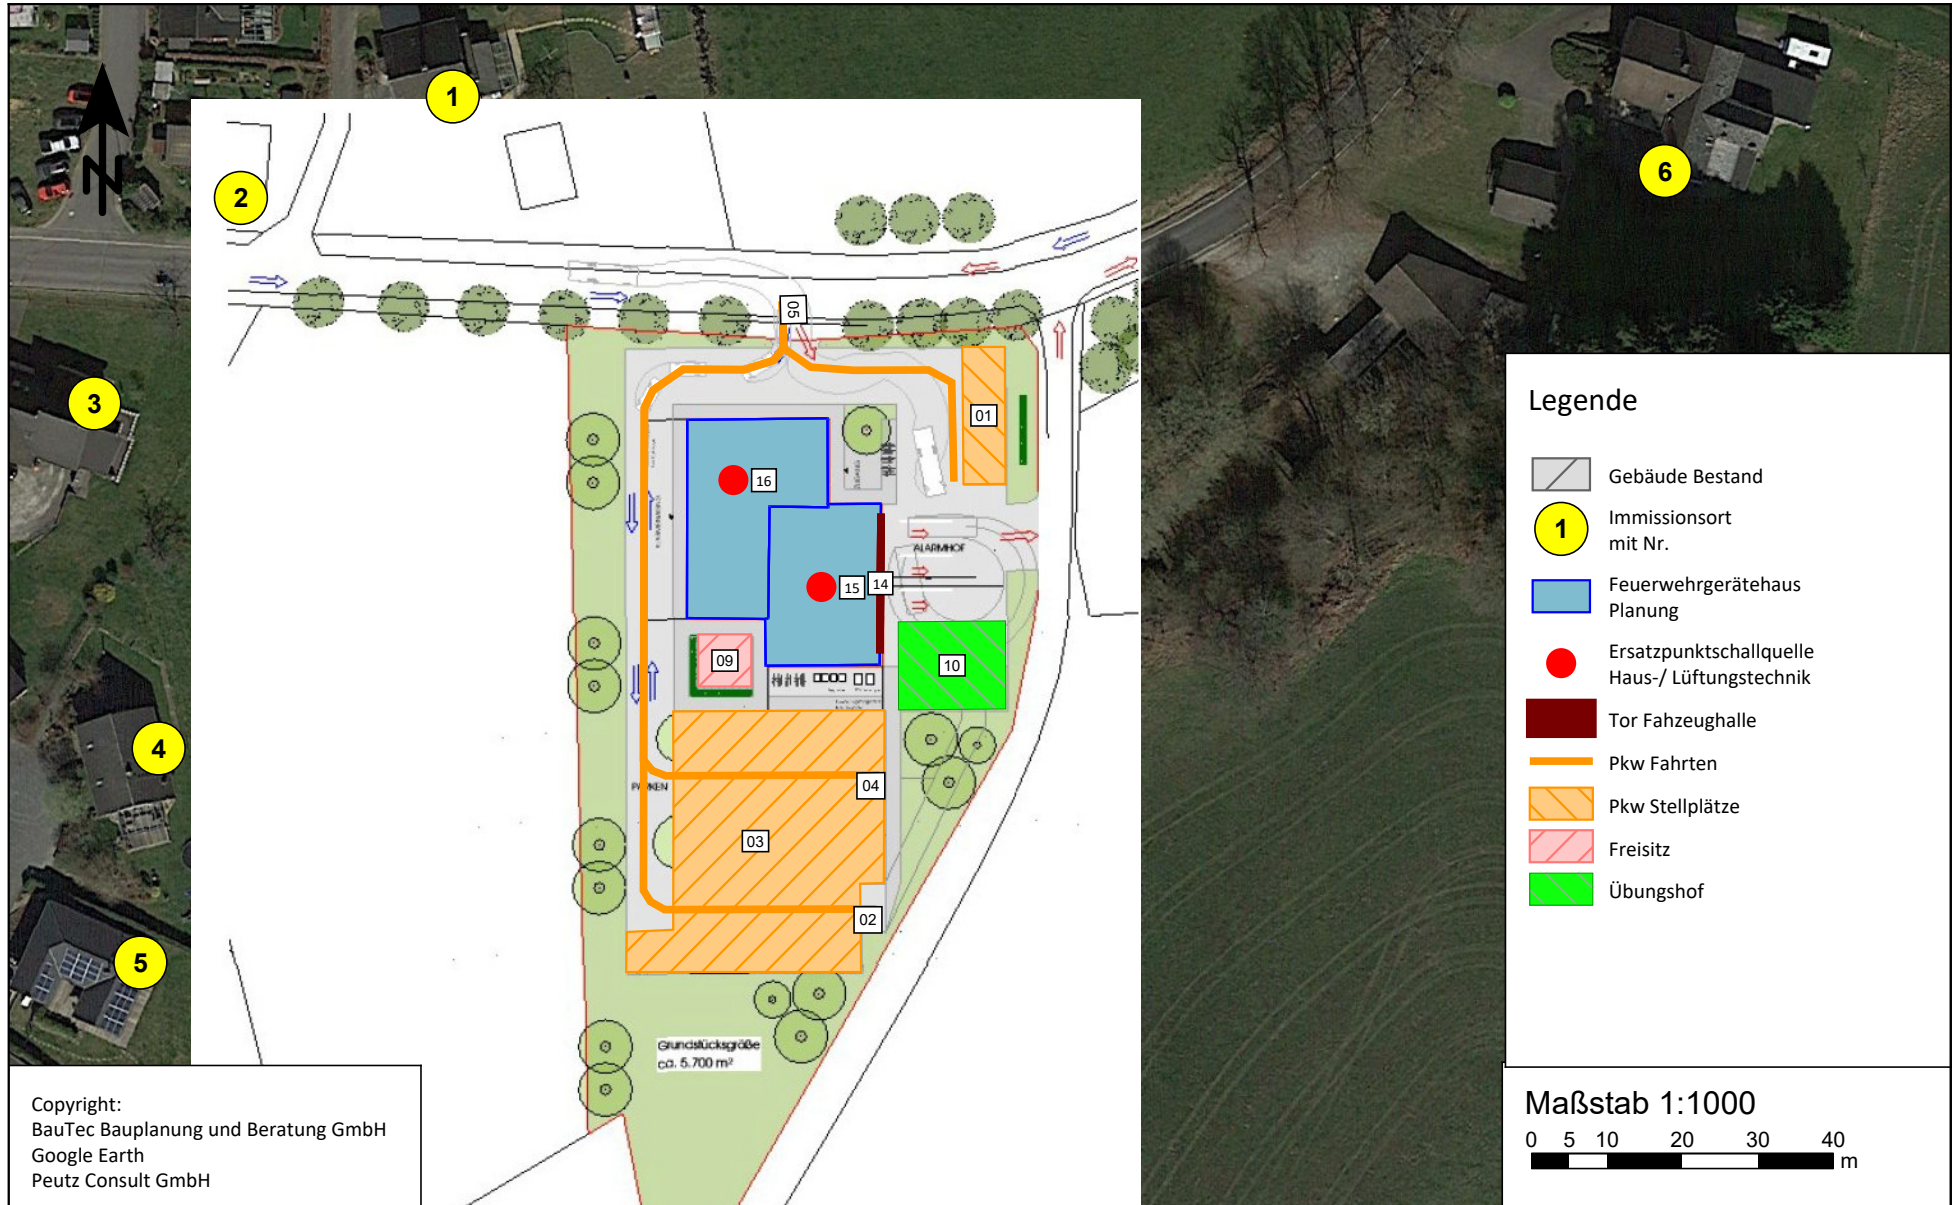 N
1
2
3
4
5
6
05
01
16
15
14
ALARMHOF
09
10
04
PARKEN
03
02
Grundstücksgröße
ca. 5.700 m²
Legende
Gebäude Bestand
1
Immissionsort
mit Nr.
Feuerwehrgerätehaus
Planung
Ersatzpunktschallquelle
Haus-/ Lüftungstechnik
Tor Fahzeughalle
Pkw Fahrten
Pkw Stellplätze
Freisitz
Übungshof
Copyright:
BauTec Bauplanung und Beratung GmbH
Google Earth
Peutz Consult GmbH
Maßstab 1:1000
0 5 10 20 30 40
m